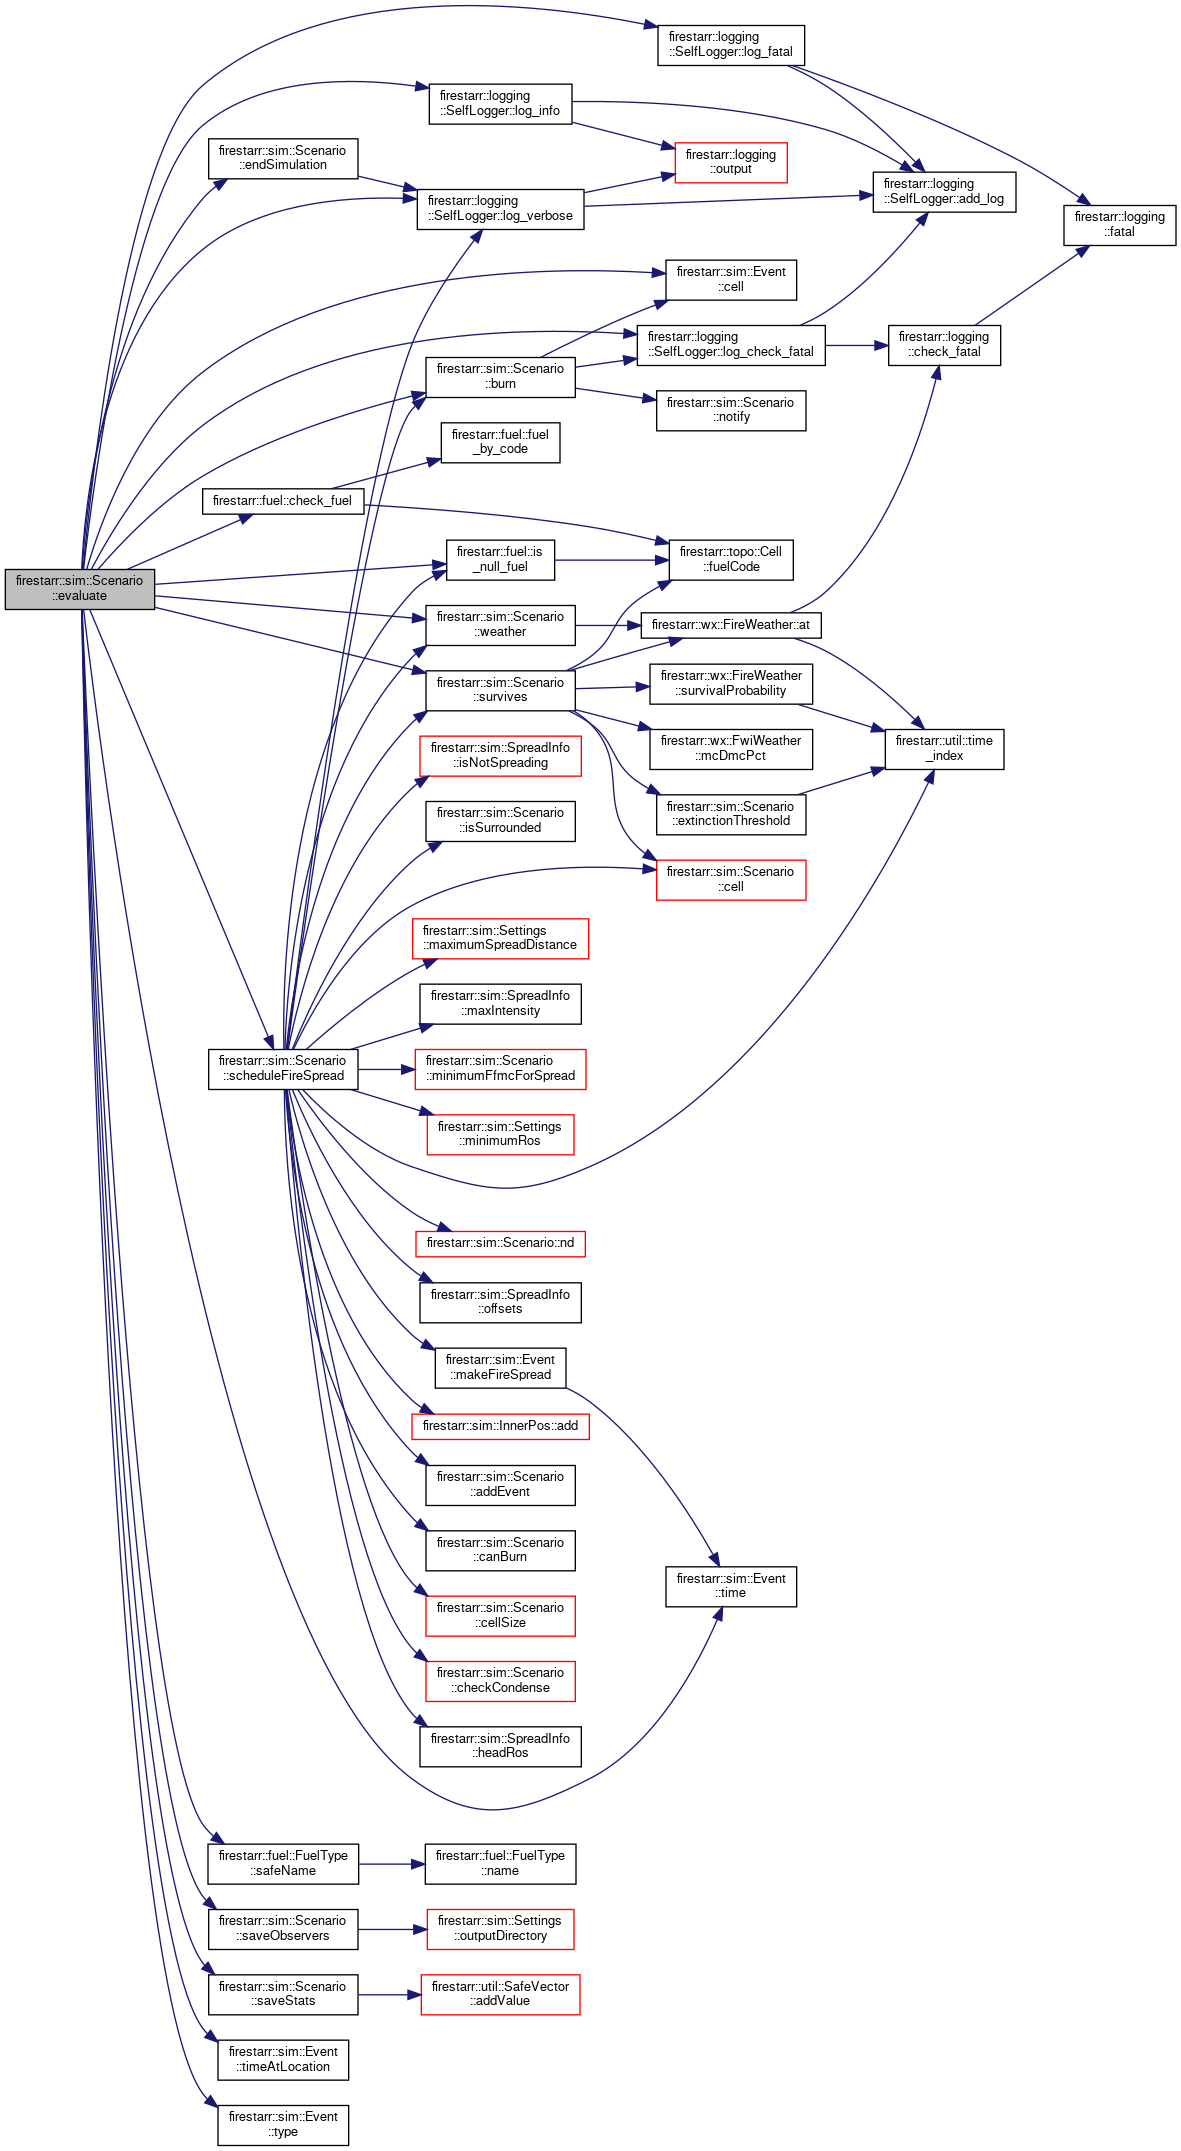 firestarr::logging
::SelfLogger::log_fatal
firestarr::logging
::SelfLogger::log_info
firestarr::sim::Scenario
::endSimulation
firestarr::logging
::output
firestarr::logging
::SelfLogger::add_log
firestarr::logging
::SelfLogger::log_verbose
firestarr::logging
::fatal
firestarr::sim::Event
::cell
firestarr::logging
::SelfLogger::log_check_fatal
firestarr::logging
::check_fatal
firestarr::sim::Scenario
::burn
firestarr::sim::Scenario
::notify
firestarr::fuel::fuel
_by_code
firestarr::fuel::check_fuel
firestarr::fuel::is
_null_fuel
firestarr::topo::Cell
::fuelCode
firestarr::sim::Scenario
::evaluate
firestarr::sim::Scenario
::weather
firestarr::wx::FireWeather::at
firestarr::sim::Scenario
::survives
firestarr::wx::FireWeather
::survivalProbability
firestarr::sim::SpreadInfo
::isNotSpreading
firestarr::wx::FwiWeather
::mcDmcPct
firestarr::util::time
_index
firestarr::sim::Scenario
::isSurrounded
firestarr::sim::Scenario
::extinctionThreshold
firestarr::sim::Scenario
::cell
firestarr::sim::Settings
::maximumSpreadDistance
firestarr::sim::SpreadInfo
::maxIntensity
firestarr::sim::Scenario
::scheduleFireSpread
firestarr::sim::Scenario
::minimumFfmcForSpread
firestarr::sim::Settings
::minimumRos
firestarr::sim::Scenario::nd
firestarr::sim::SpreadInfo
::offsets
firestarr::sim::Event
::makeFireSpread
firestarr::sim::InnerPos::add
firestarr::sim::Scenario
::addEvent
firestarr::sim::Scenario
::canBurn
firestarr::sim::Event
::time
firestarr::sim::Scenario
::cellSize
firestarr::sim::Scenario
::checkCondense
firestarr::sim::SpreadInfo
::headRos
firestarr::fuel::FuelType
::safeName
firestarr::fuel::FuelType
::name
firestarr::sim::Scenario
::saveObservers
firestarr::sim::Settings
::outputDirectory
firestarr::sim::Scenario
::saveStats
firestarr::util::SafeVector
::addValue
firestarr::sim::Event
::timeAtLocation
firestarr::sim::Event
::type